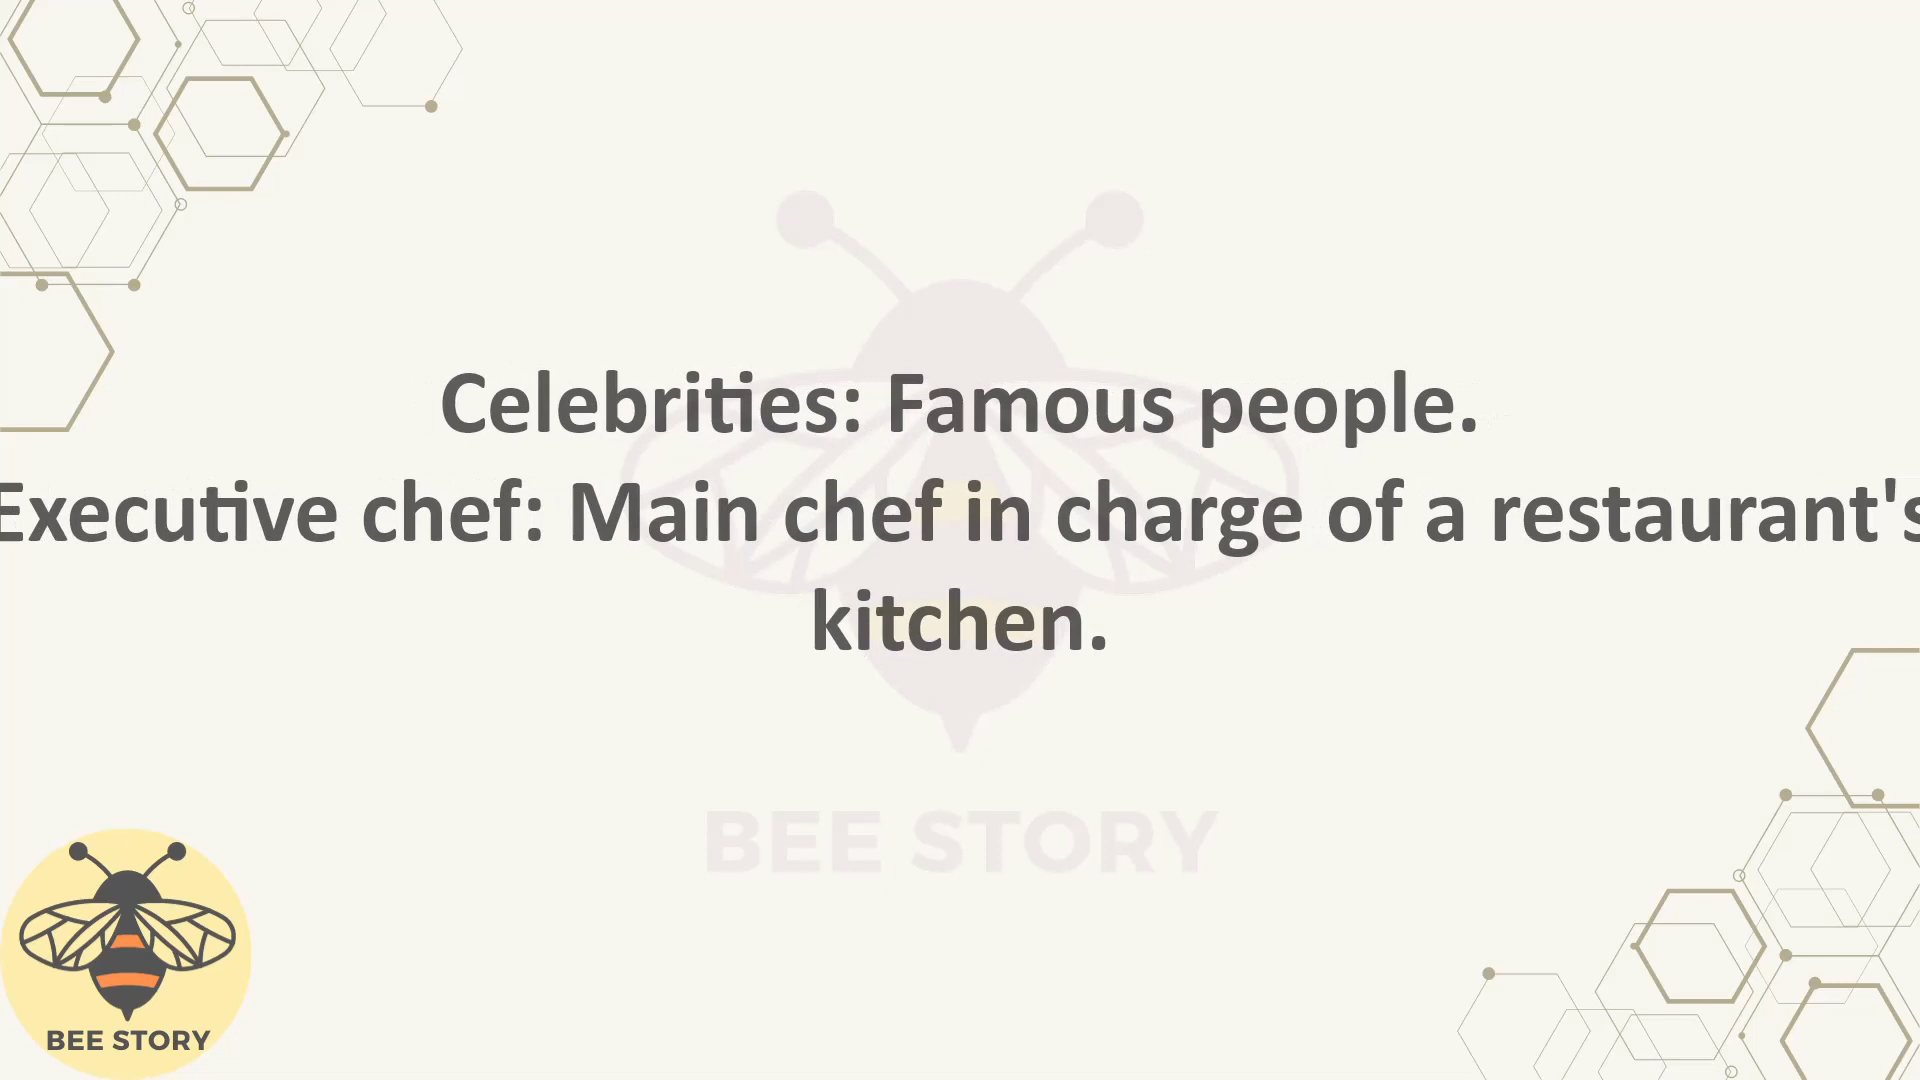 Celebrities: Famous people.
Executive chef: Main chef in charge of a restaurant's
kitchen.
BEE STORY
BEE STORY